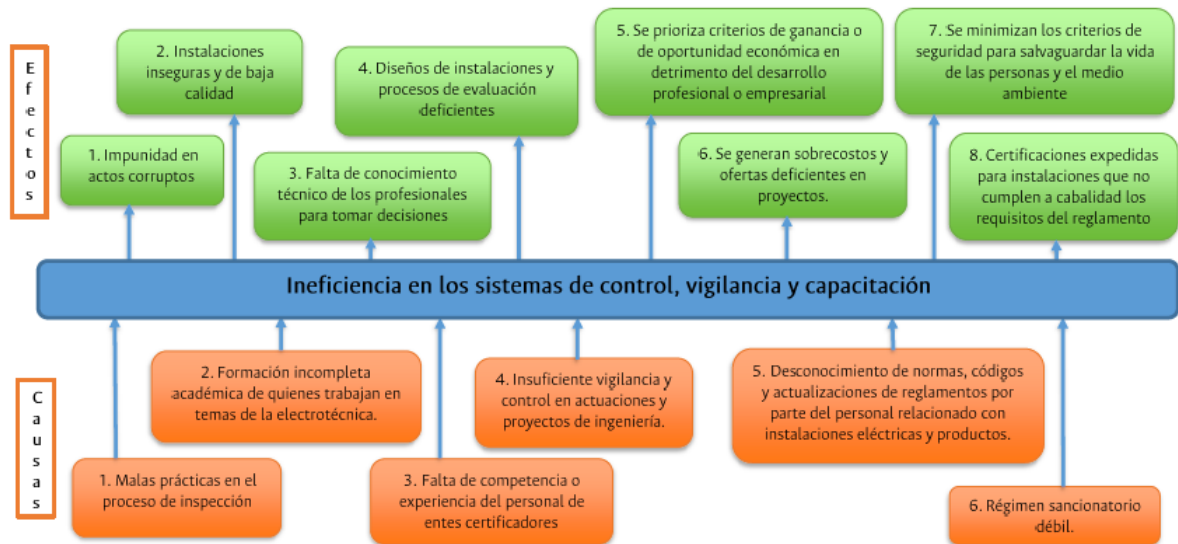 Efectos
2. Instalaciones
inseguras y de baja
calidad
4. Diseños de instalaciones y
procesos de evaluación
deficientes
5. Se prioriza criterios de ganancia o
de oportunidad económica en
detrimento del desarrollo
profesional o empresarial
7. Se minimizan los criterios de
seguridad para salvaguardar la vida
de las personas y el medio
ambiente
1. Impunidad en
actos corruptos
3. Falta de conocimiento
técnico de los profesionales
para tomar decisiones
6. Se generan sobrecostos y
ofertas deficientes en
proyectos.
8. Certificaciones expedidas
para instalaciones que no
cumplen a cabalidad los
requisitos del reglamento
Ineficiencia en los sistemas de control, vigilancia y capacitación
Causas
2. Formación incompleta
académica de quienes trabajan en
temas de la electrotécnica.
4. Insuficiente vigilancia y
control en actuaciones y
proyectos de ingeniería.
5. Desconocimiento de normas, códigos
y actualizaciones de reglamentos por
parte del personal relacionado con
instalaciones eléctricas y productos.
1. Malas prácticas en el
proceso de inspección
3. Falta de competencia o
experiencia del personal de
entes certificadores
6. Régimen sancionatorio
débil.